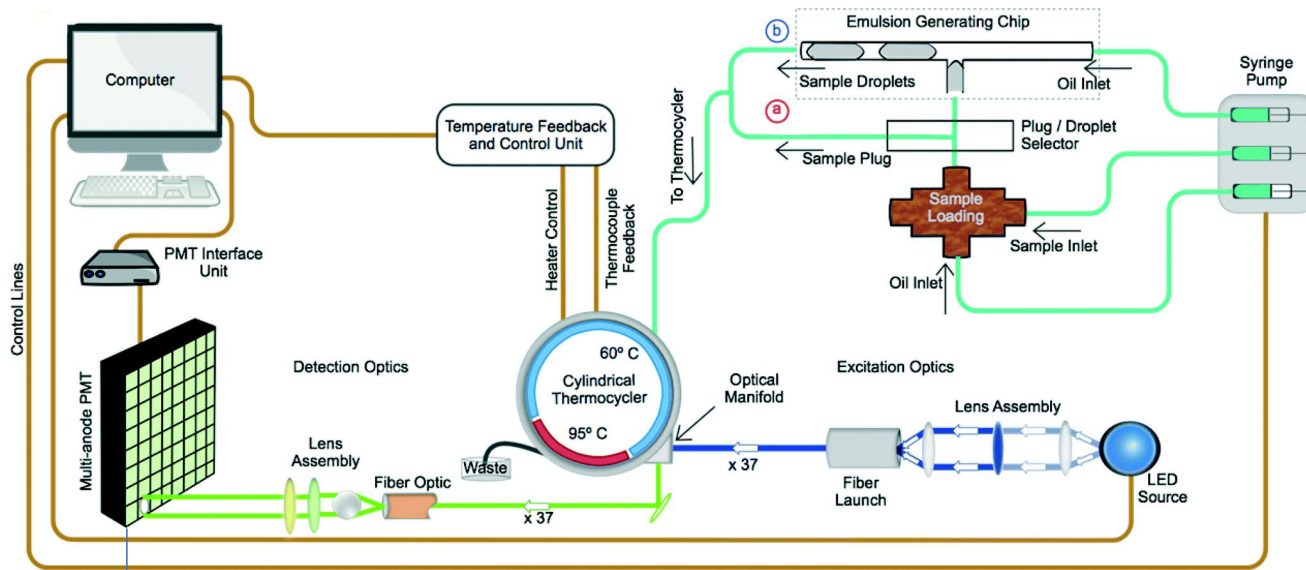 Computer
Control Lines
PMT Interface
Unit
Multi-anode PMT
Temperature Feedback
and Control Unit
Heater Control
Thermocouple
Feedback
To Thermocycler
b
Emulsion Generating Chip
Sample Droplets
Oil Inlet
a
Sample Plug
Plug / Droplet
Selector
Syringe
Pump
Sample
Loading
Sample Inlet
Oil Inlet
Detection Optics
Lens
Assembly
Fiber Optic
x 37
Waste
60º C
Cylindrical
Thermocycler
95º C
Optical
Manifold
Excitation Optics
x 37
Fiber
Launch
Lens Assembly
LED
Source